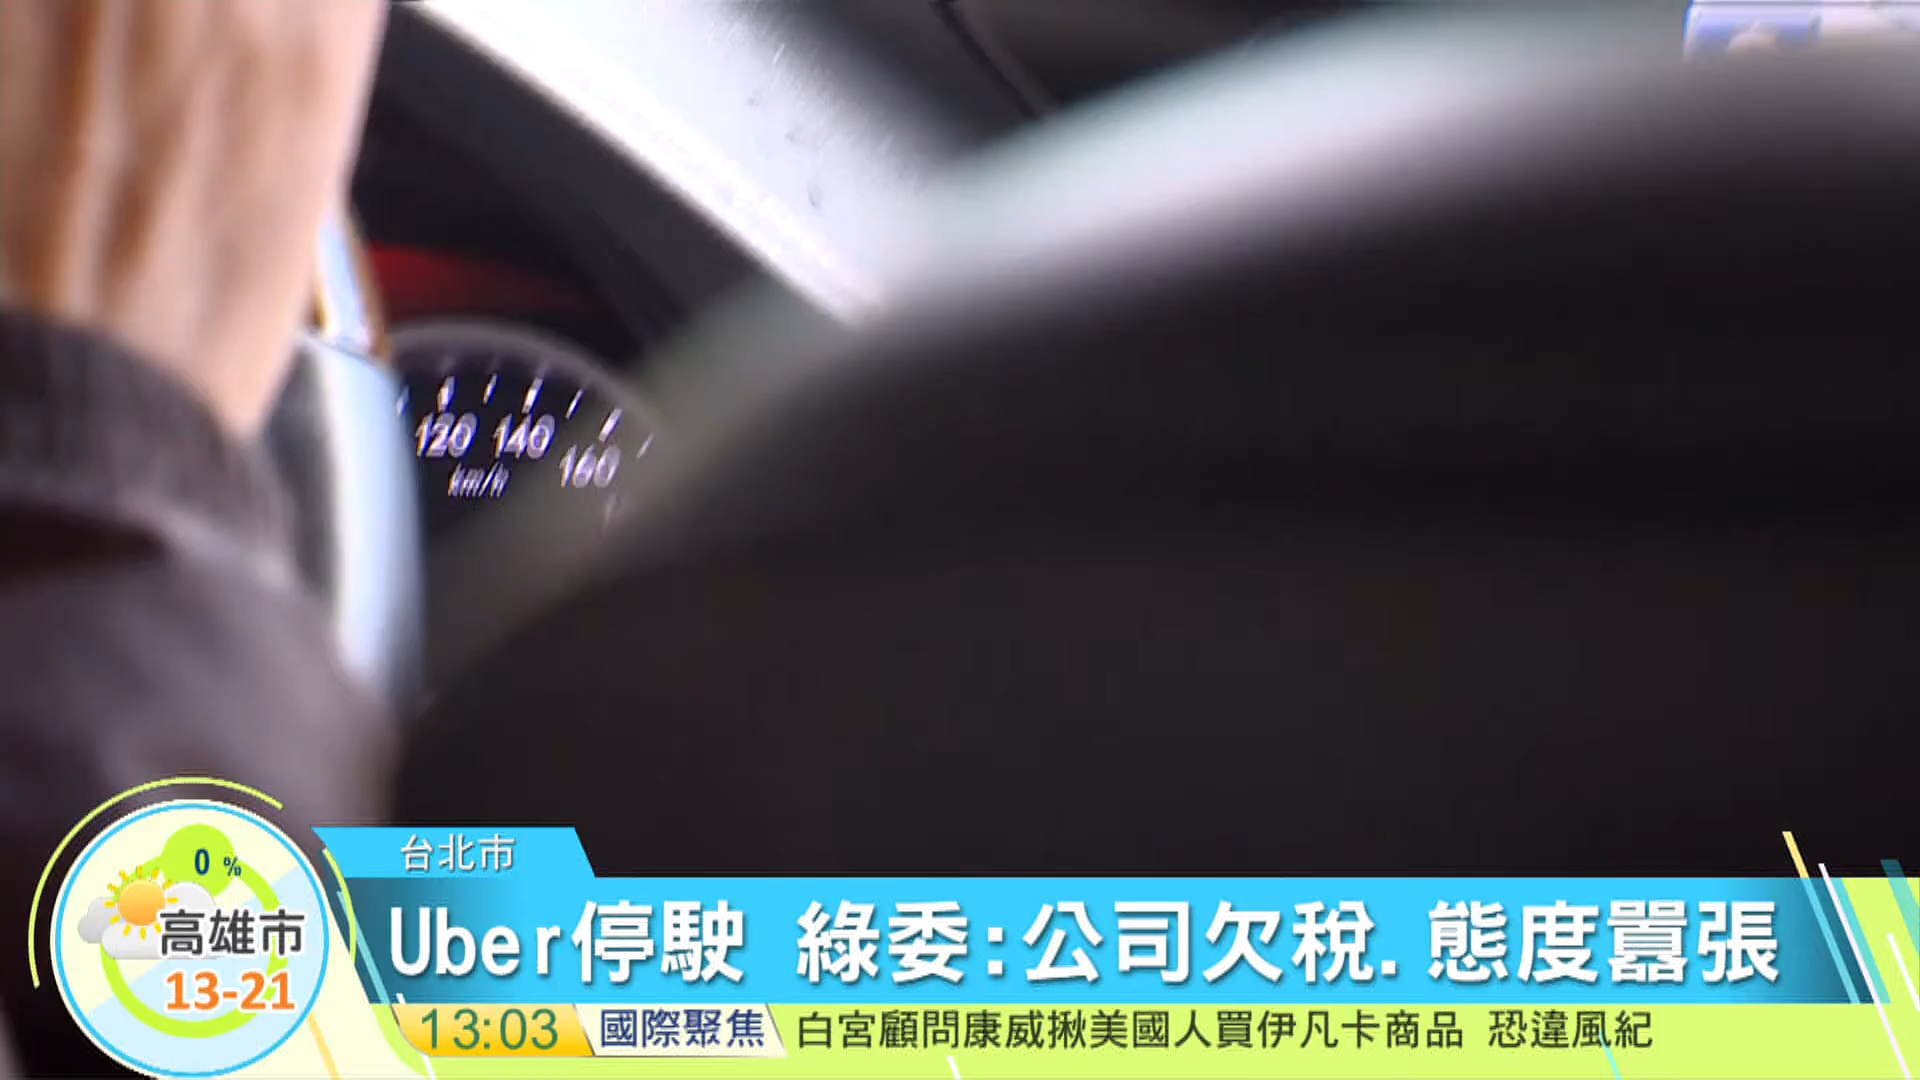 120 140 160
km/h
台北市
0 %
高雄市
13-21
Uber停駛 綠委:公司欠稅.態度囂張
13:03 國際聚焦 白宮顧問康威揪美國人買伊凡卡商品 恐違風紀